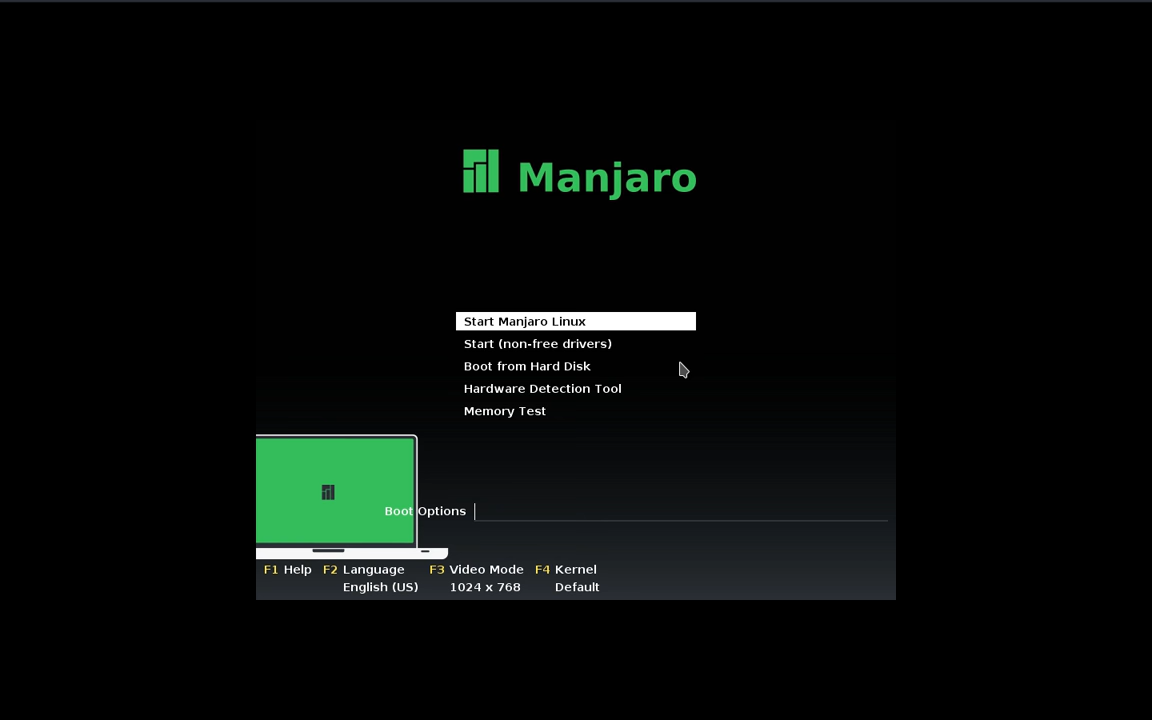 Manjaro
Start Manjaro Linux
Start (non-free drivers)
Boot from Hard Disk
Hardware Detection Tool
Memory Test
Boot Options
F1 Help F2 Language F3 Video Mode F4 Kernel
English (US) 1024 x 768 Default